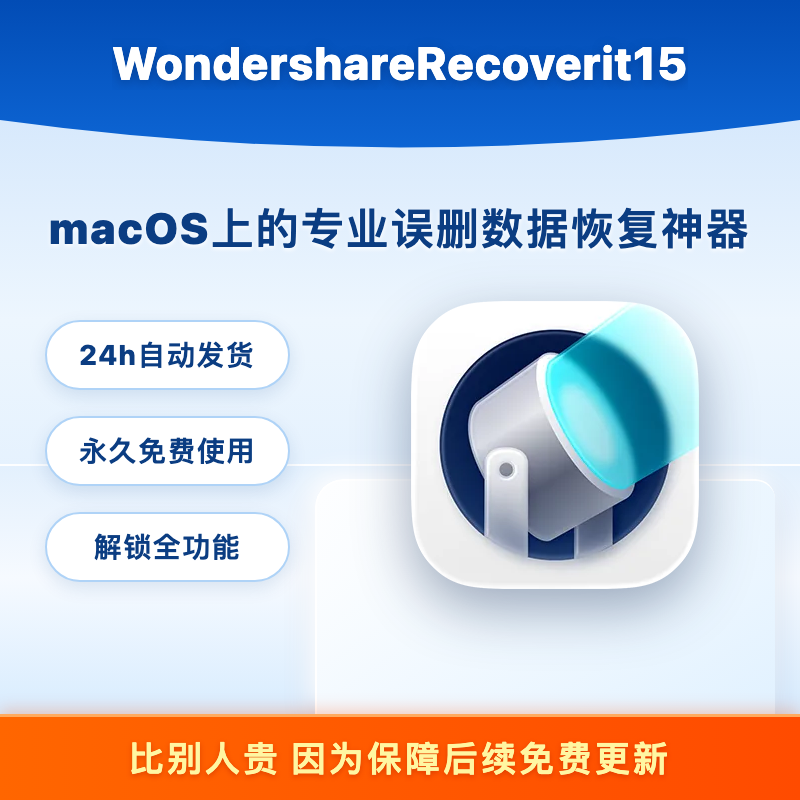 WondershareRecoverit15
macOS上的专业误删数据恢复神器
24h自动发货
永久免费使用
解锁全功能
比别人贵 因为保障后续免费更新